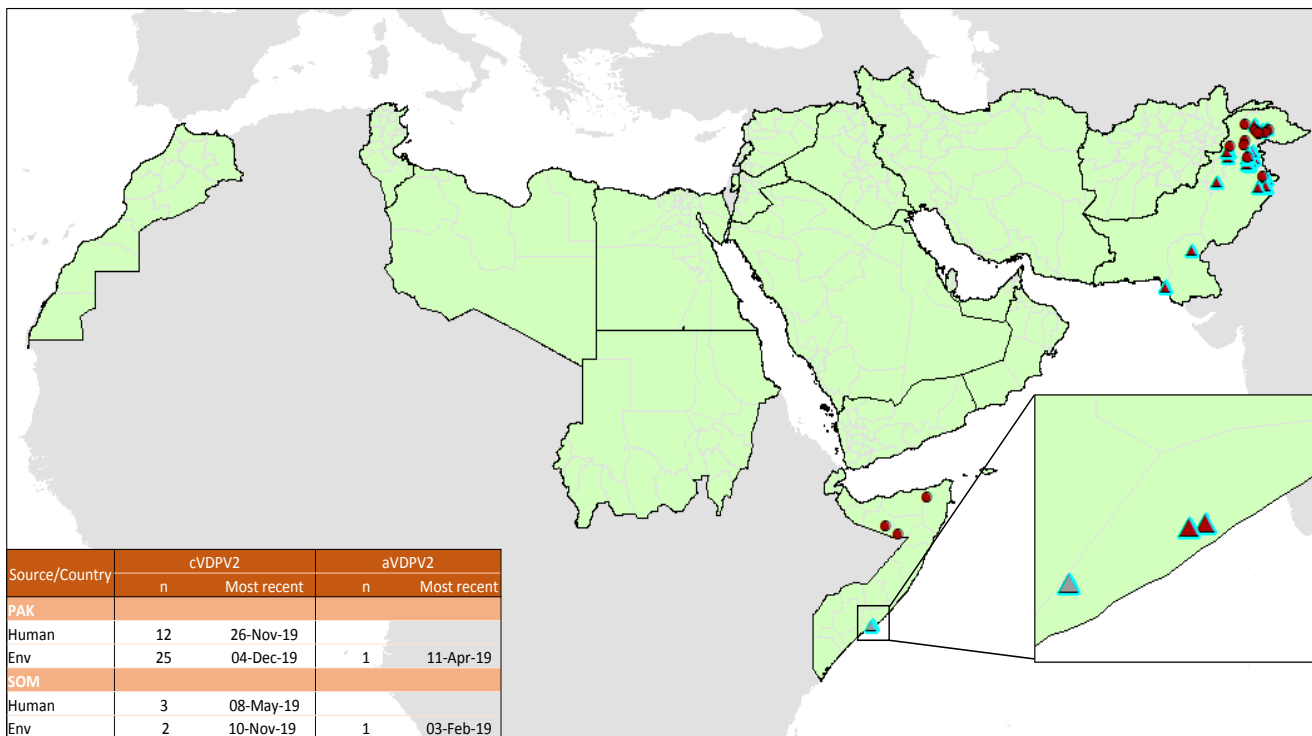 Source/Country cVDPV2 aVDPV2
n Most recent n Most recent
PAK
Human 12 26-Nov-19
Env 25 04-Dec-19 1 11-Apr-19
SOM
Human 3 08-May-19
Env 2 10-Nov-19 1 03-Feb-19